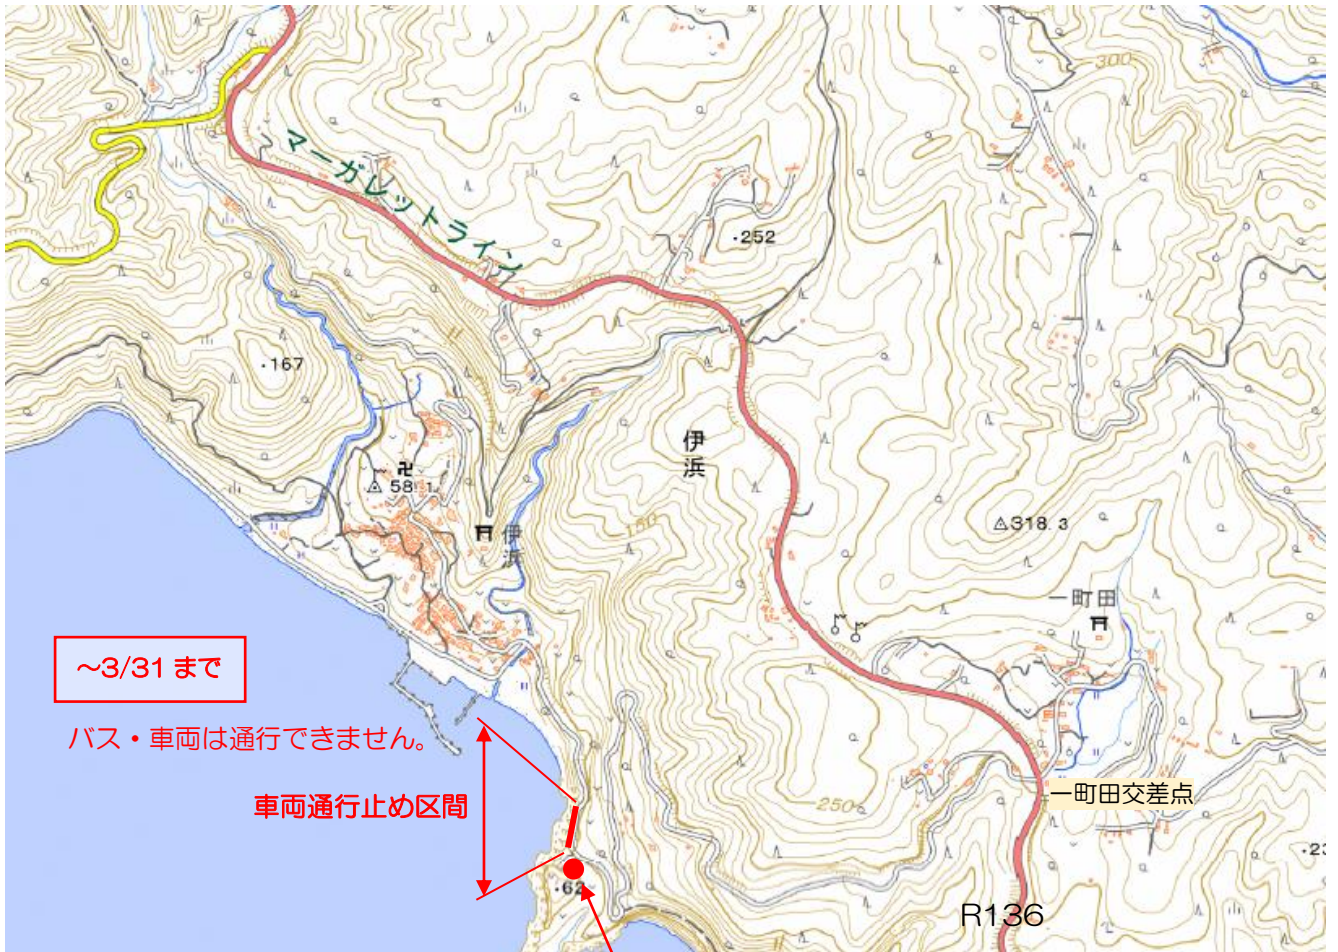 300
マーガレットライン
・252
・167
伊浜
卍
58.1
150
318.3
伊浜
一町田
～3/31 まで
バス・車両は通行できません。
車両通行止め区間
250
一町田交差点
・62
R136